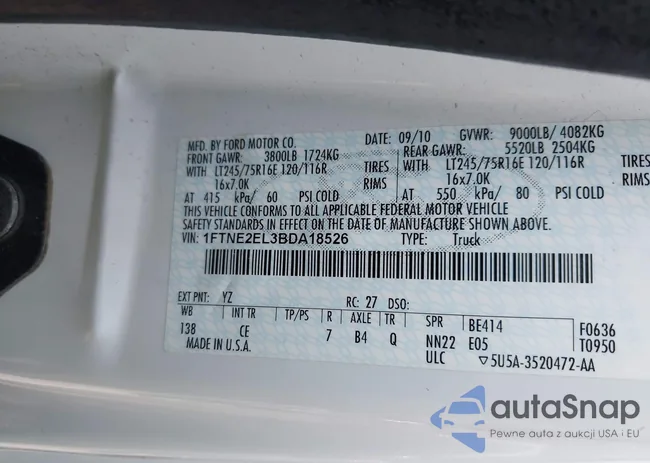 MFD. BY FORD MOTOR CO.
DATE: 09/10 GVWR: 9000LB/ 4082KG
FRONT GAWR: 3800LB 1724KG
REAR GAWR: 5520LB 2504KG
WITH LT245/75R16E 120/116R TIRES
WITH LT245/75R16E 120/116R TIRES
16x7.0K RIMS
16x7.0K RIMS
AT 415 kPa/ 60 PSI COLD
AT 550 kPa/ 80 PSI COLD
THIS VEHICLE CONFORMS TO ALL APPLICABLE FEDERAL MOTOR VEHICLE
SAFETY STANDARDS IN EFFECT ON THE DATE OF MANUFACTURE SHOWN ABOVE.
VIN: 1FTNE2EL3BDA18526 TYPE: Truck
EXT PNT: YZ RC: 27 DSO:
WB INT TR TP/PS R AXLE TR SPR BE414 F0636
138 CE 7 B4 Q NN22 E05 T0950
MADE IN U.S.A. ULC ▽5U5A-3520472-AA
autaSnap
Pewne auta z aukcji USA i EU